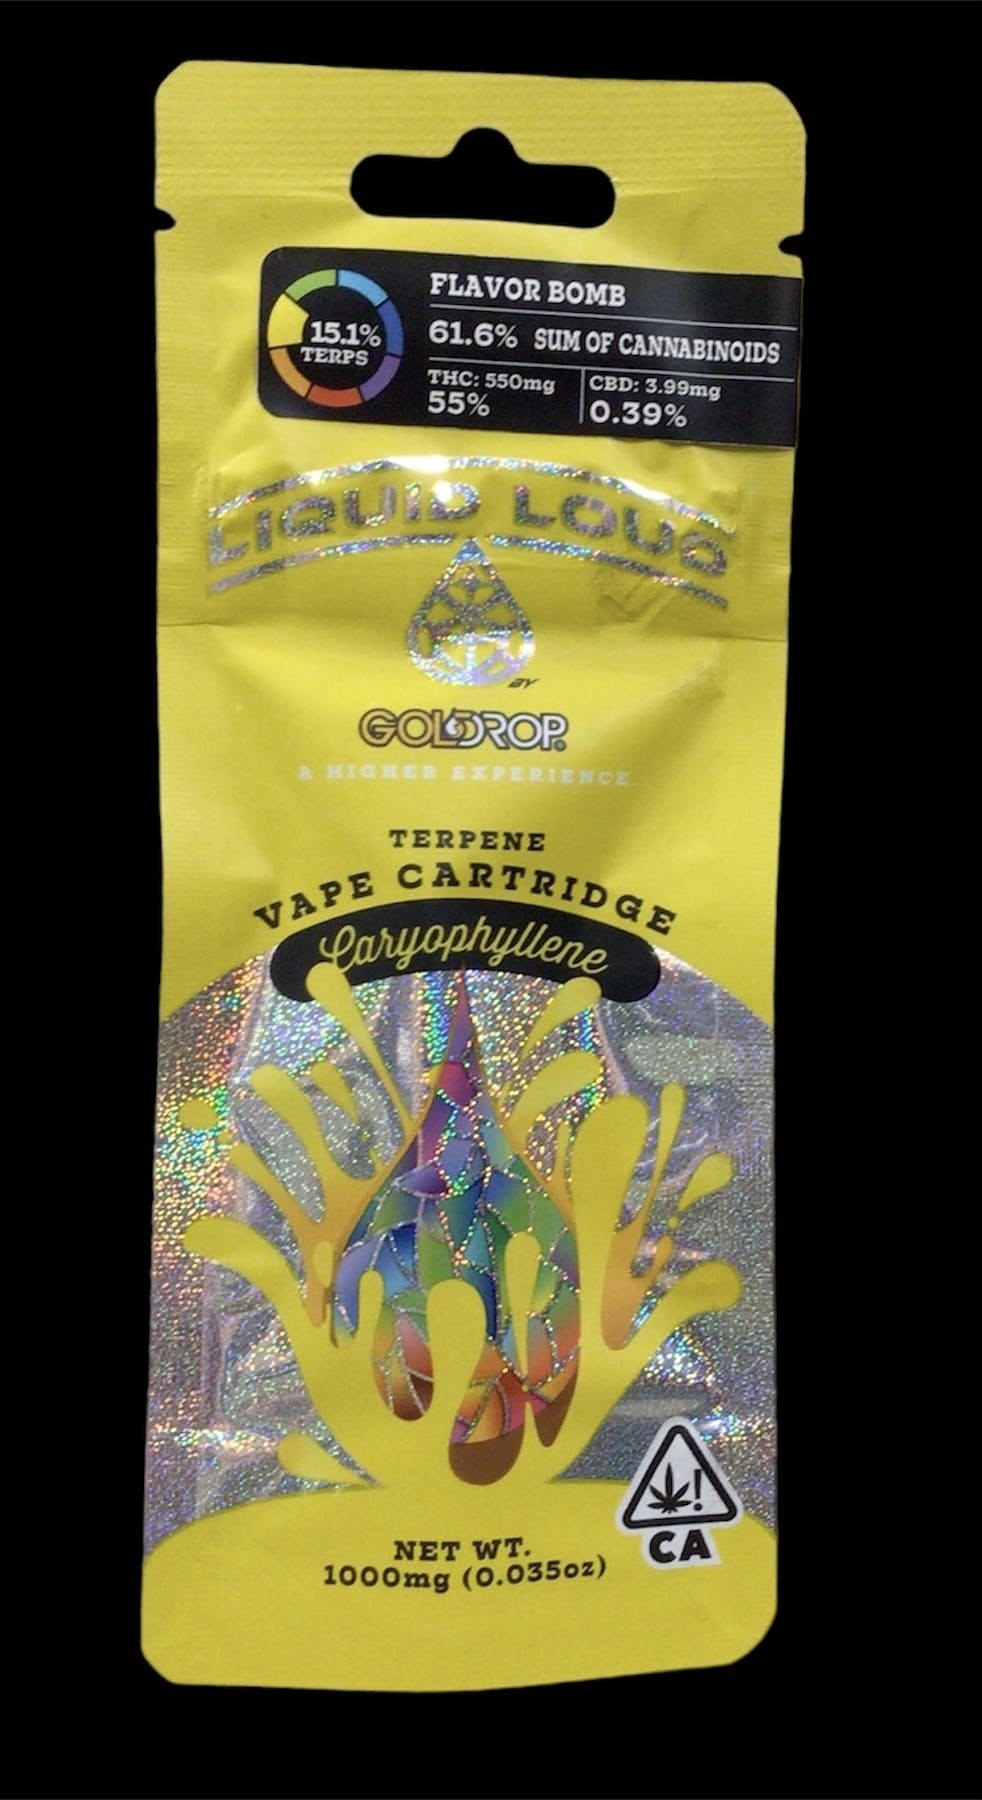 15.1%
TERPS
FLAVOR BOMB
61.6% SUM OF CANNABINOIDS
THC: 550mg
55%
CBD: 3.99mg
0.39%
LIQUID LOUD
BY
GOLDROP®
A HIGHER EXPERIENCE.
TERPENE
VAPE CARTRIDGE
Caryophyllene
!
CA
NET WT.
1000mg (0.035oz)